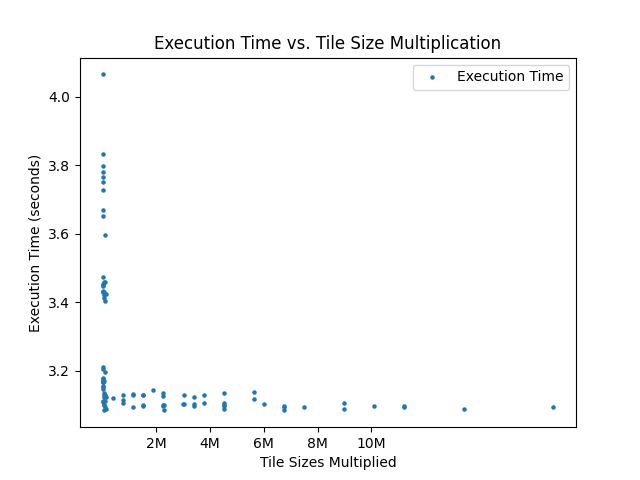 Execution Time vs. Tile Size Multiplication
Execution Time
4.0
3.8
3.6
3.4
3.2
Execution Time (seconds)
2M 4M 6M 8M 10M
Tile Sizes Multiplied